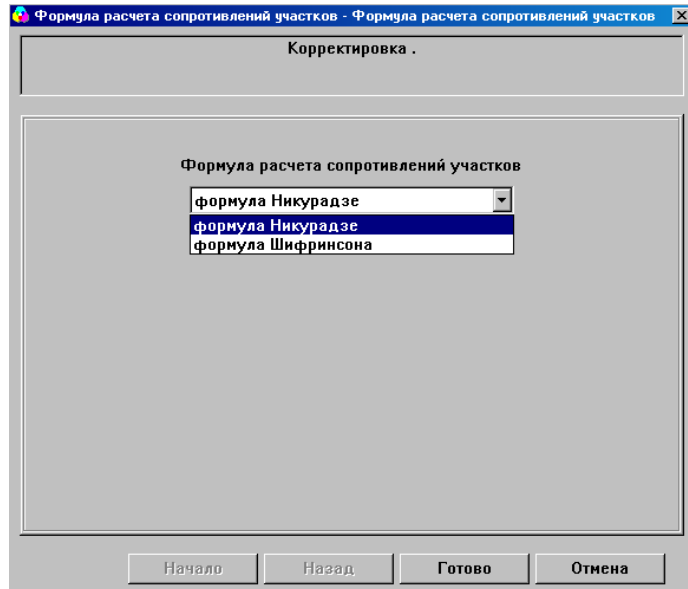 Формула расчета сопротивлений участков - Формула расчета сопротивлений участков
Корректировка .
Формула расчета сопротивлений участков
формула Никурадзе
формула Никурадзе
формула Шифринсона
Начало
Назад
Готово
Отмена